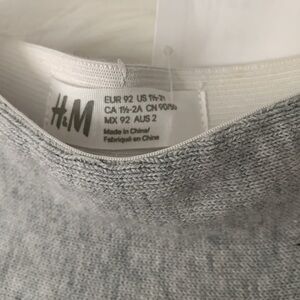 H&M
EUR 92 US 1½-2Y
CA 1½-2A CN 90/50
MX 92 AUS 2
Made in China/
Fabriqué en Chine